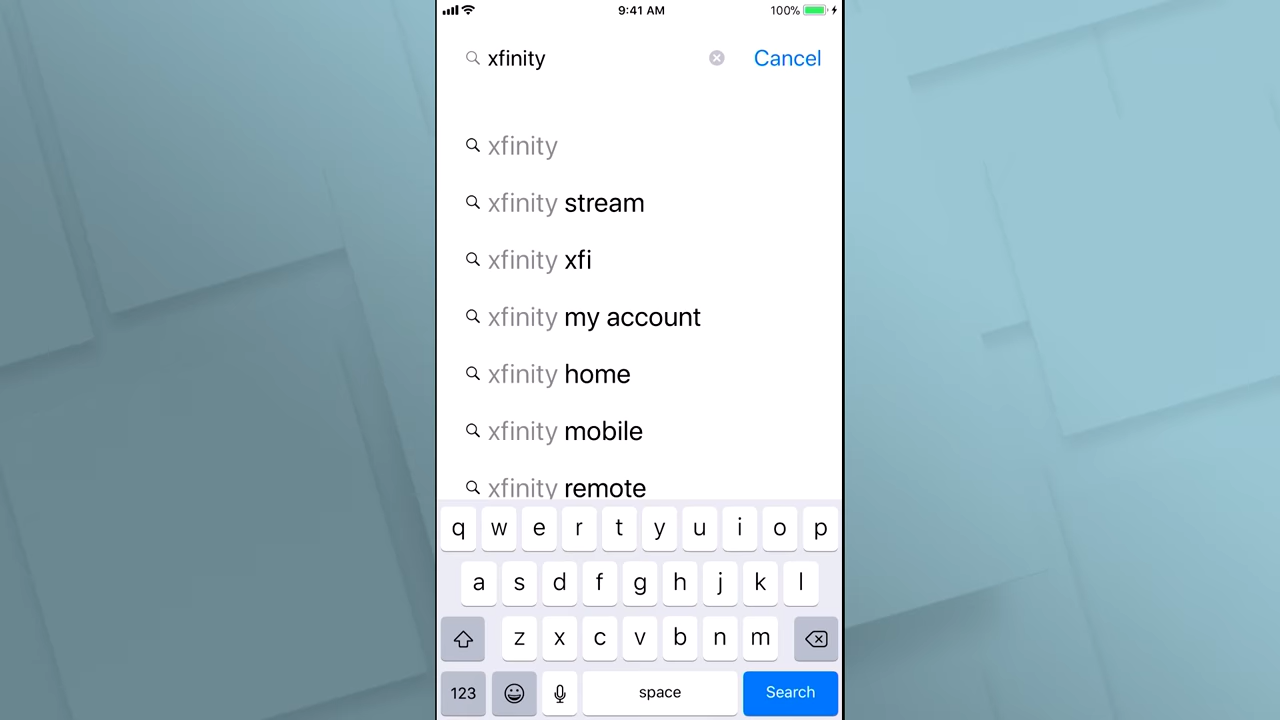 9:41 AM 100%
xfinity Cancel
xfinity
xfinity stream
xfinity xfi
xfinity my account
xfinity home
xfinity mobile
xfinity remote
q w e r t y u i o p
a s d f g h j k l
z x c v b n m
123 space Search